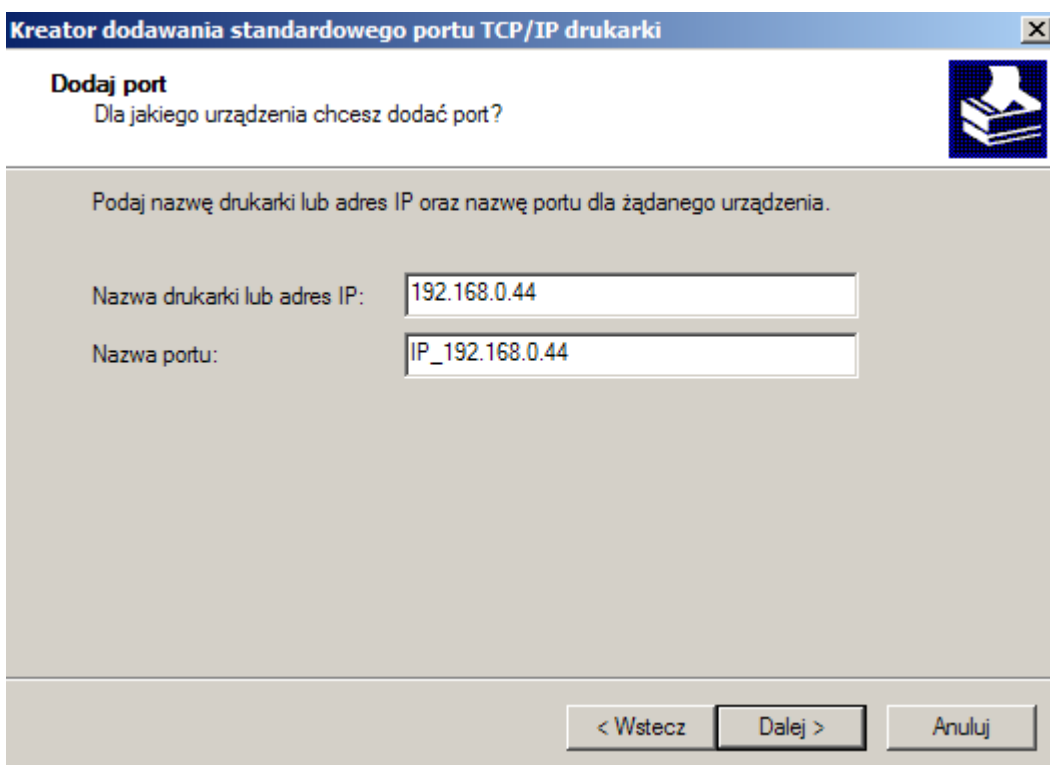 Kreator dodawania standardowego portu TCP/IP drukarki
Dodaj port
Dla jakiego urządzenia chcesz dodać port?
Podaj nazwę drukarki lub adres IP oraz nazwę portu dla żądanego urządzenia.
Nazwa drukarki lub adres IP: 192.168.0.44
Nazwa portu: IP_192.168.0.44
< Wstecz Dalej > Anuluj